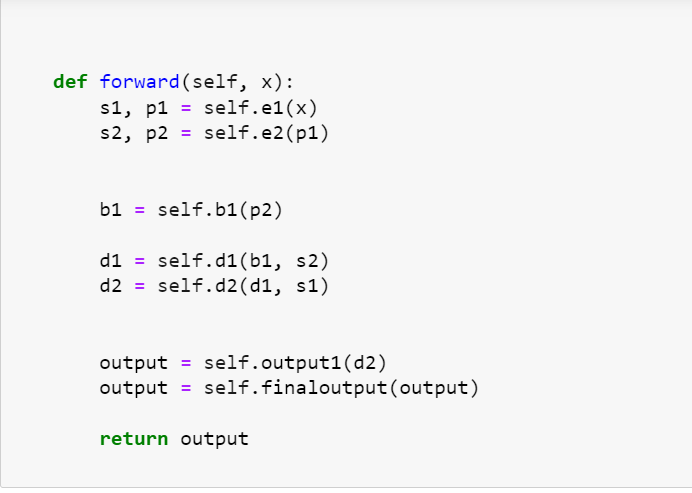 def forward(self, x):
    s1, p1 = self.e1(x)
    s2, p2 = self.e2(p1)
    b1 = self.b1(p2)
    d1 = self.d1(b1, s2)
    d2 = self.d2(d1, s1)
    output = self.output1(d2)
    output = self.finaloutput(output)
    return output